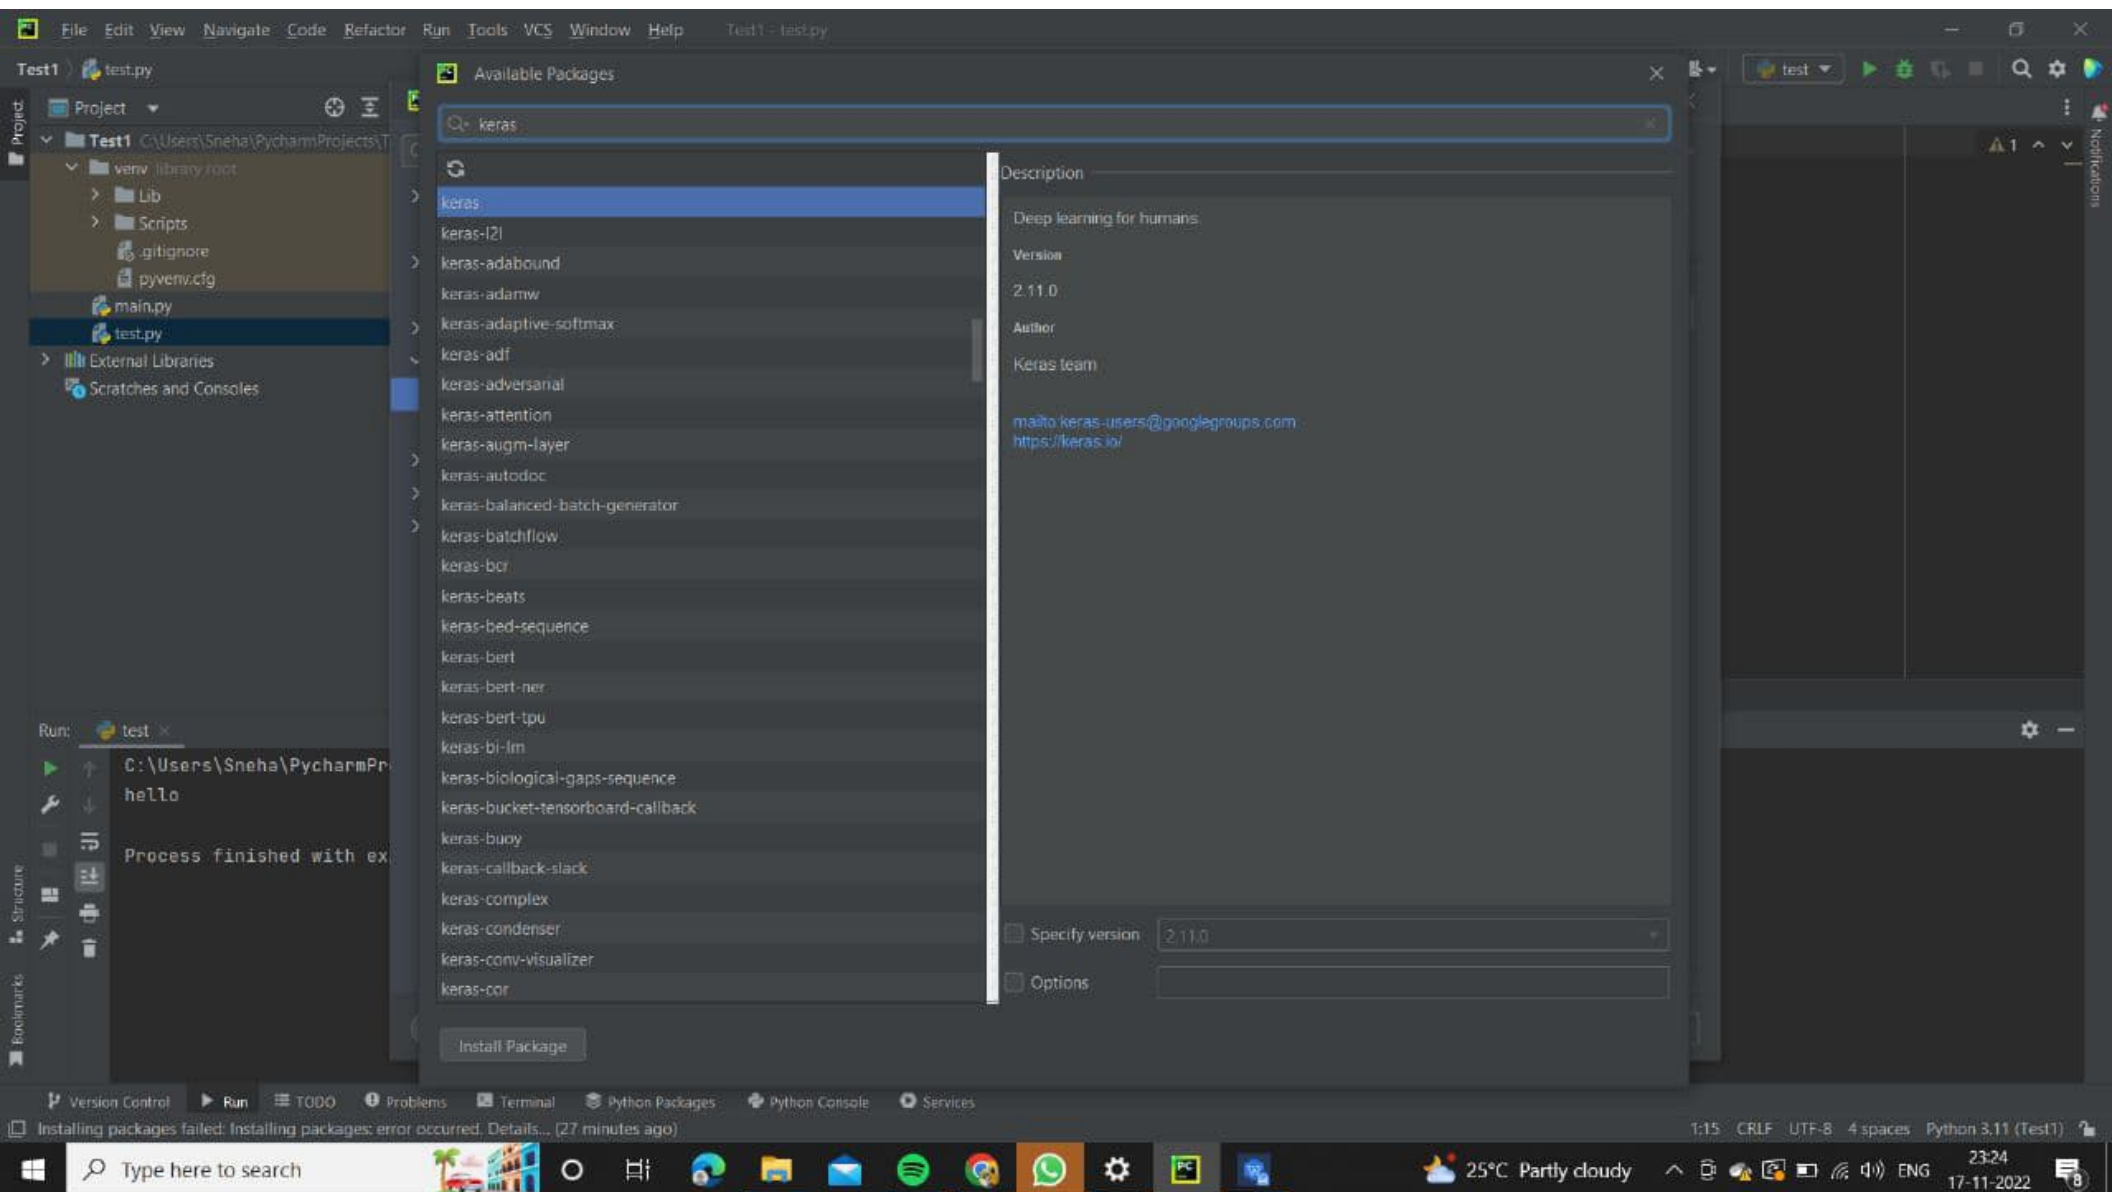 File Edit View Navigate Code Refactor Run Tools VCS Window Help Test1 - test.py
Test1 test.py
Available Packages
test
Project
Project
keras
Test1 C:\Users\Sneha\PycharmProjects\T
1
Notifications
venv library root
Lib
Scripts
.gitignore
pyvenv.cfg
main.py
test.py
External Libraries
Scratches and Consoles
keras
keras-l2l
keras-adabound
keras-adamw
keras-adaptive-softmax
keras-adf
keras-adversarial
keras-attention
keras-augm-layer
keras-autodoc
keras-balanced-batch-generator
keras-batchflow
keras-bcr
keras-beats
keras-bed-sequence
keras-bert
keras-bert-ner
keras-bert-tpu
keras-bi-lm
keras-biological-gaps-sequence
keras-bucket-tensorboard-callback
keras-buoy
keras-callback-slack
keras-complex
keras-condenser
keras-conv-visualizer
keras-cor
Description
Deep learning for humans.
Version
2.11.0
Author
Keras team
mailto:keras-users@googlegroups.com
https://keras.io/
Specify version 2.11.0
Options
Install Package
Run: test
C:\Users\Sneha\PycharmPr
hello
Process finished with ex
Structure
Bookmarks
Version Control Run TODO Problems Terminal Python Packages Python Console Services
Installing packages failed: Installing packages: error occurred. Details... (27 minutes ago)
1:15 CRLF UTF-8 4 spaces Python 3.11 (Test1)
Type here to search
25°C Partly cloudy
ENG
23:24
17-11-2022
8